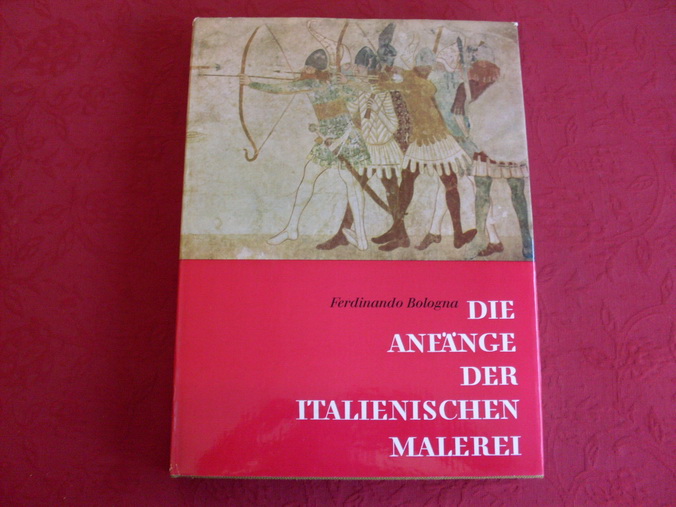 Ferdinando Bologna DIE
ANFÄNGE
DER
ITALIENISCHEN
MALEREI